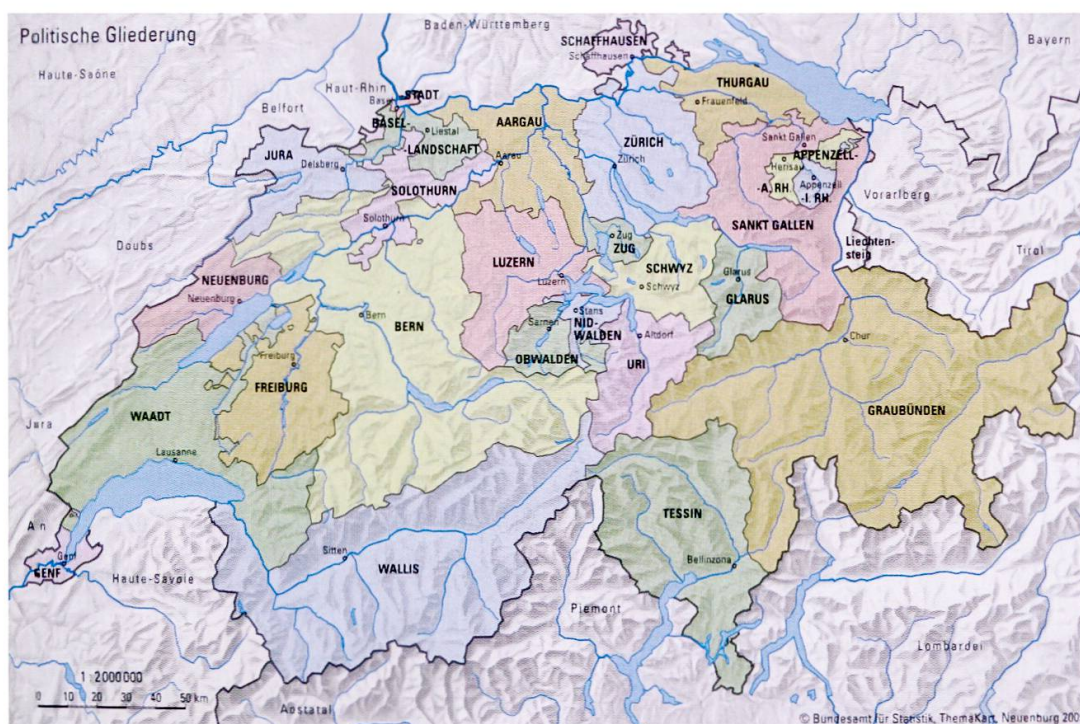 Politische Gliederung
Baden-Württemberg
Bayern
Haute-Saône
Haut-Rhin
Belfort
SCHAFFHAUSEN
Schaffhausen
THURGAU
Frauenfeld
STADT
Basel
BASEL-
Liestal
-LANDSCHAFT
AARGAU
Aarau
ZÜRICH
Zürich
Sankt Gallen
APPENZELL-
Herisau
-A. RH.
Appenzell
-I. RH.
Vorarlberg
JURA
Delsberg
SOLOTHURN
Solothurn
SANKT GALLEN
Doubs
Liechten-
stein
Tirol
Zug
ZUG
LUZERN
Luzern
SCHWYZ
Schwyz
Glarus
GLARUS
NEUENBURG
Neuenburg
Bern
BERN
Stans
Sarnen
NID-
WALDEN
OBWALDEN
Altdorf
URI
Chur
Freiburg
FREIBURG
GRAUBÜNDEN
WAADT
Jura
Lausanne
TESSIN
Bellinzona
Ain
Genf
GENF
Haute-Savoie
Sitten
WALLIS
Piemont
Lombardei
Aostatal
1:2000000
0 10 20 30 40 50 km
© Bundesamt für Statistik, ThemaKart, Neuenburg 200